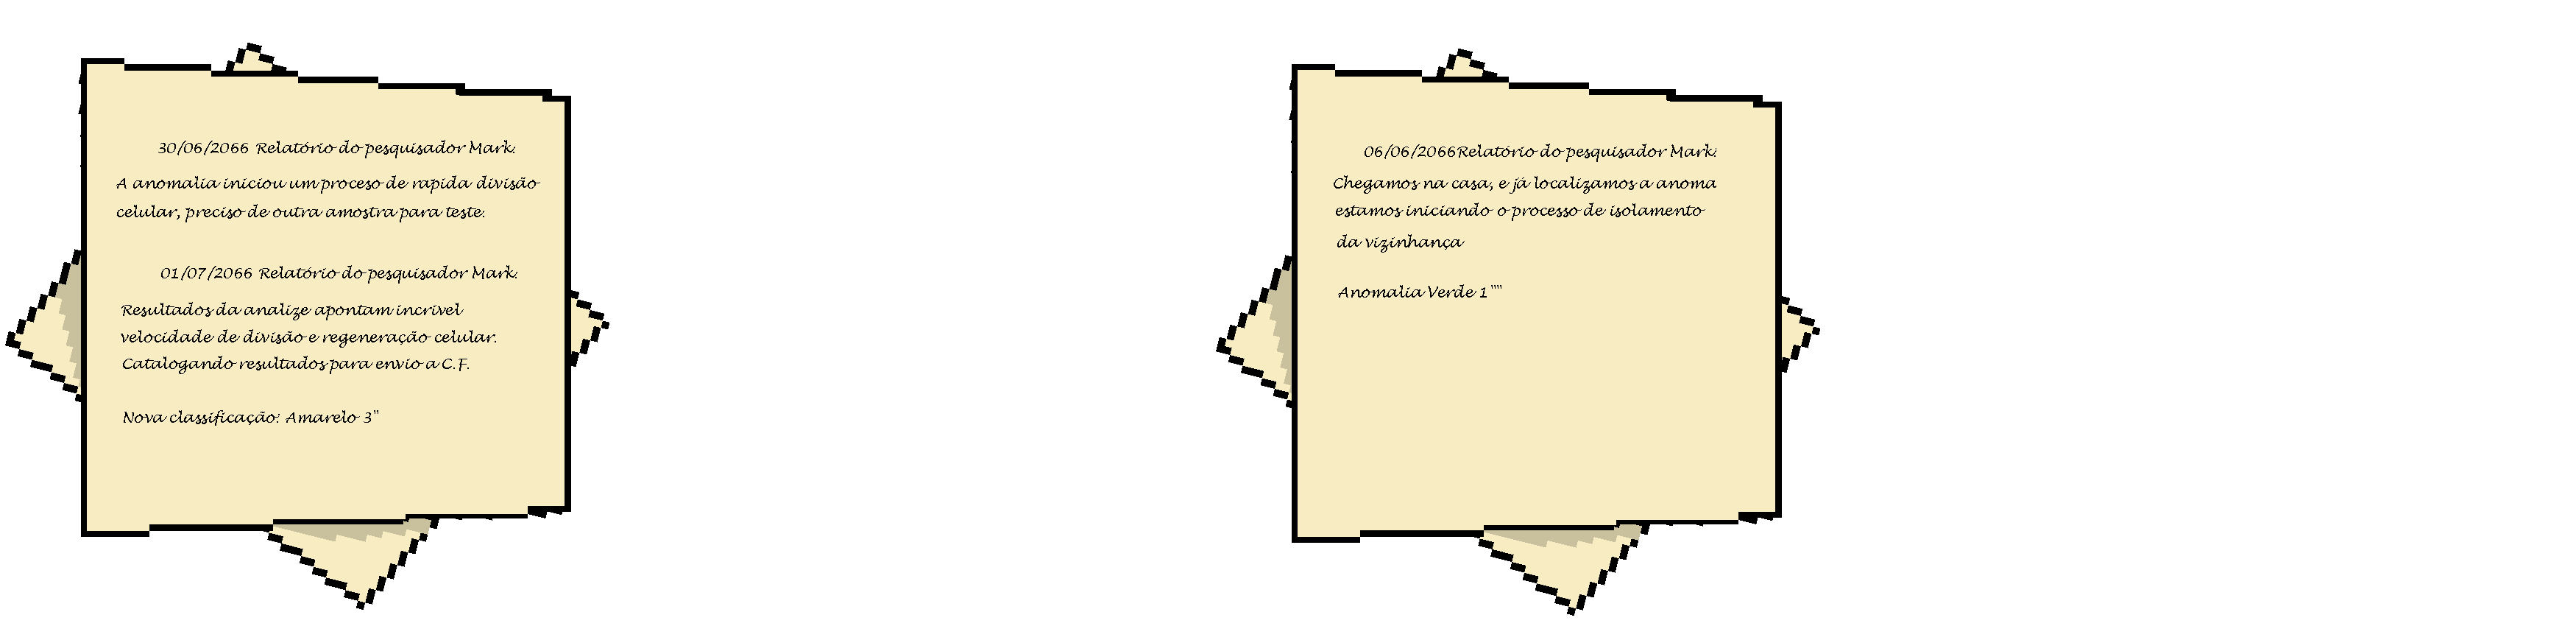 30/06/2066 Relatório do pesquisador Mark.
A anomalia iniciou um proceso de rapida divisão
celular, preciso de outra amostra para teste.
01/07/2066 Relatório do pesquisador Mark.
Resultados da analize apontam incrivel
velocidade de divisão e regeneração celular.
Catalogando resultados para envio a C.F.
Nova classificação: Amarelo 3"
06/06/2066Relatório do pesquisador Mark:
Chegamos na casa, e já localizamos a anoma
estamos iniciando o processo de isolamento
da vizinhança
Anomalia Verde 1""